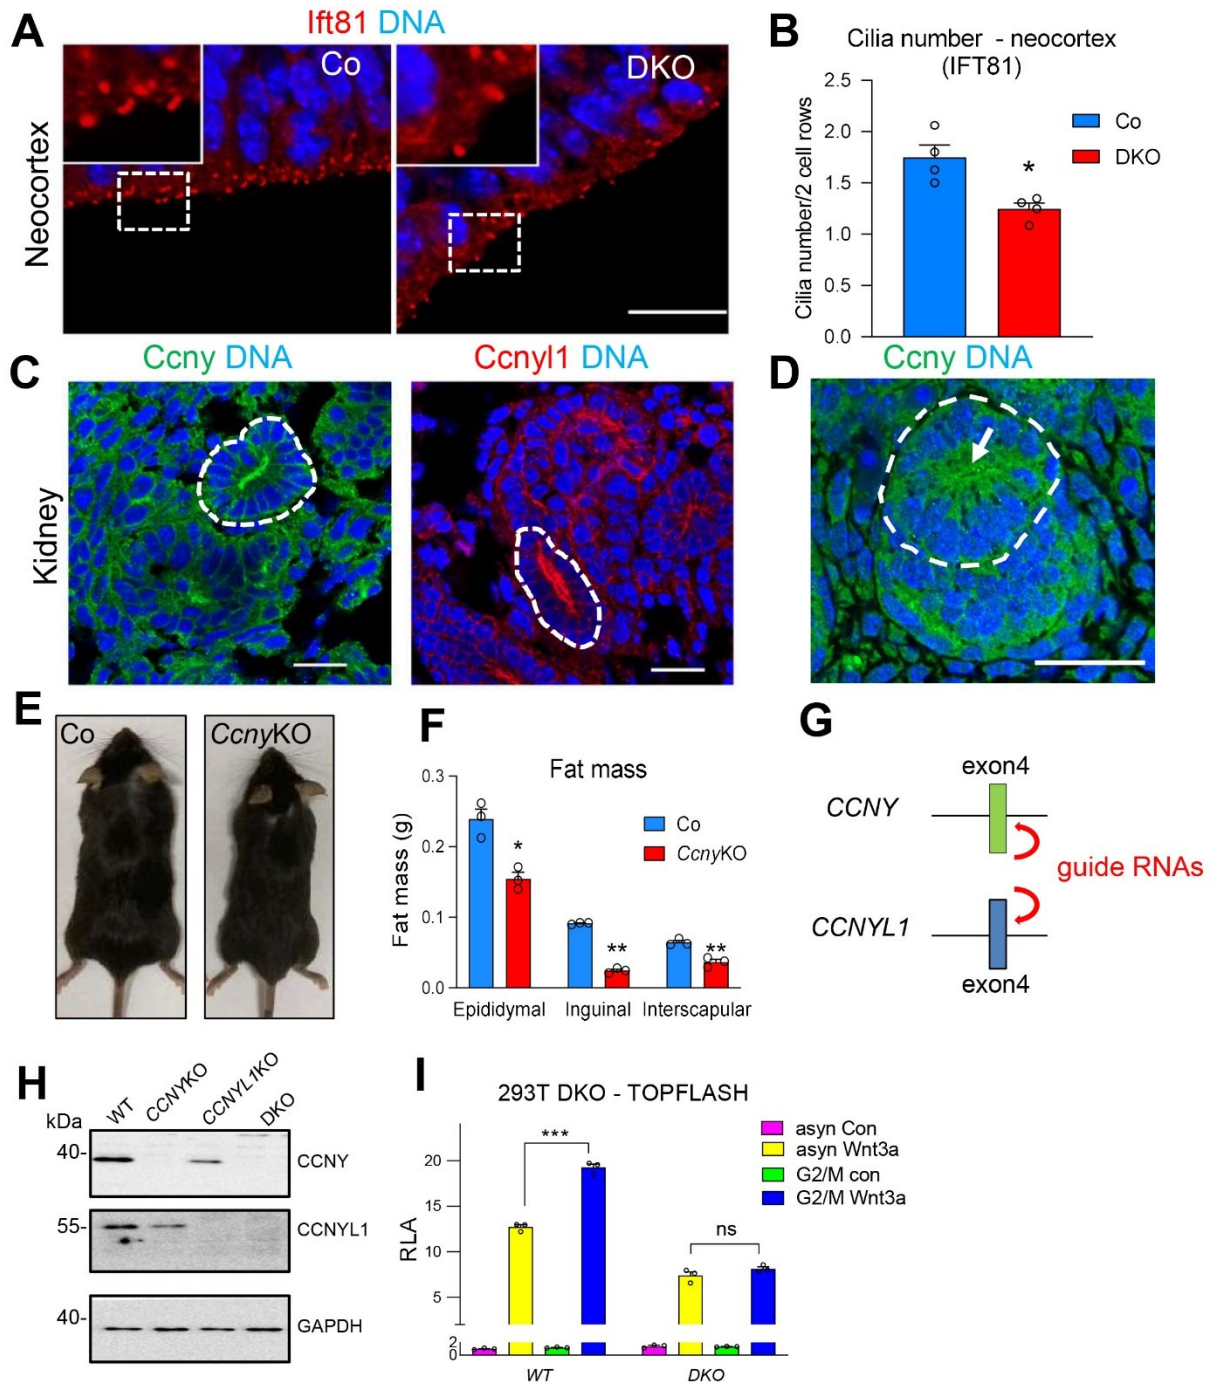 A
Ift81 DNA
Co
DKO
Neocortex
B
Cilia number - neocortex
(IFT81)
Cilia number/2 cell rows
2.5
2.0
1.5
1.0
0.5
0.0
*
Co
DKO
C
Ccny DNA
Ccnyl1 DNA
Kidney
D
Ccny DNA
E
Co
CcnyKO
F
Fat mass
Fat mass (g)
0.3
0.2
0.1
0.0
*
**
**
Co
CcnyKO
Epididymal
Inguinal
Interscapular
G
exon4
CCNY
guide RNAs
CCNYL1
exon4
H
kDa
WT
CCNYKO
CCNYL1KO
DKO
40-
CCNY
55-
CCNYL1
40-
GAPDH
I
293T DKO - TOPFLASH
RLA
20
15
10
5
2
0
***
ns
asyn Con
asyn Wnt3a
G2/M con
G2/M Wnt3a
WT
DKO